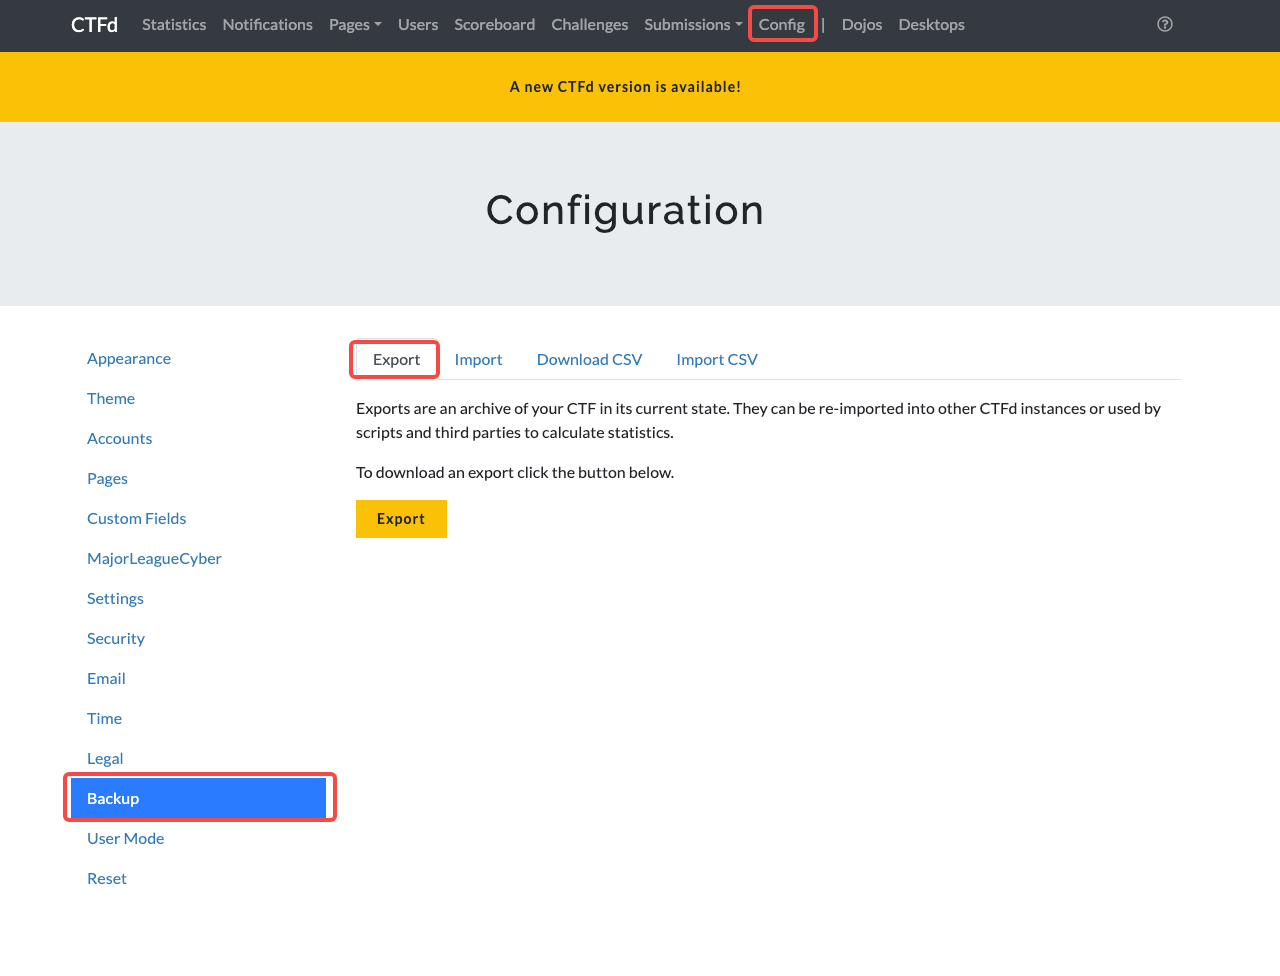 CTFd Statistics Notifications Pages Users Scoreboard Challenges Submissions Config | Dojos Desktops
A new CTFd version is available!
Configuration
Appearance
Theme
Accounts
Pages
Custom Fields
MajorLeagueCyber
Settings
Security
Email
Time
Legal
Backup
User Mode
Reset
Export Import Download CSV Import CSV
Exports are an archive of your CTF in its current state. They can be re-imported into other CTFd instances or used by
scripts and third parties to calculate statistics.
To download an export click the button below.
Export